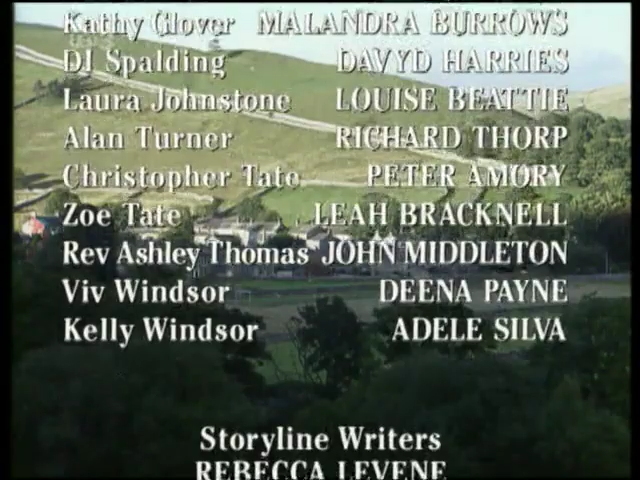 Kathy Glover MALANDRA BURROWS
DI Spalding DAVYD HARRIES
Laura Johnstone LOUISE BEATTIE
Alan Turner RICHARD THORP
Christopher Tate PETER AMORY
Zoe Tate LEAH BRACKNELL
Rev Ashley Thomas JOHN MIDDLETON
Viv Windsor DEENA PAYNE
Kelly Windsor ADELE SILVA
Storyline Writers
REBECCA LEVENE